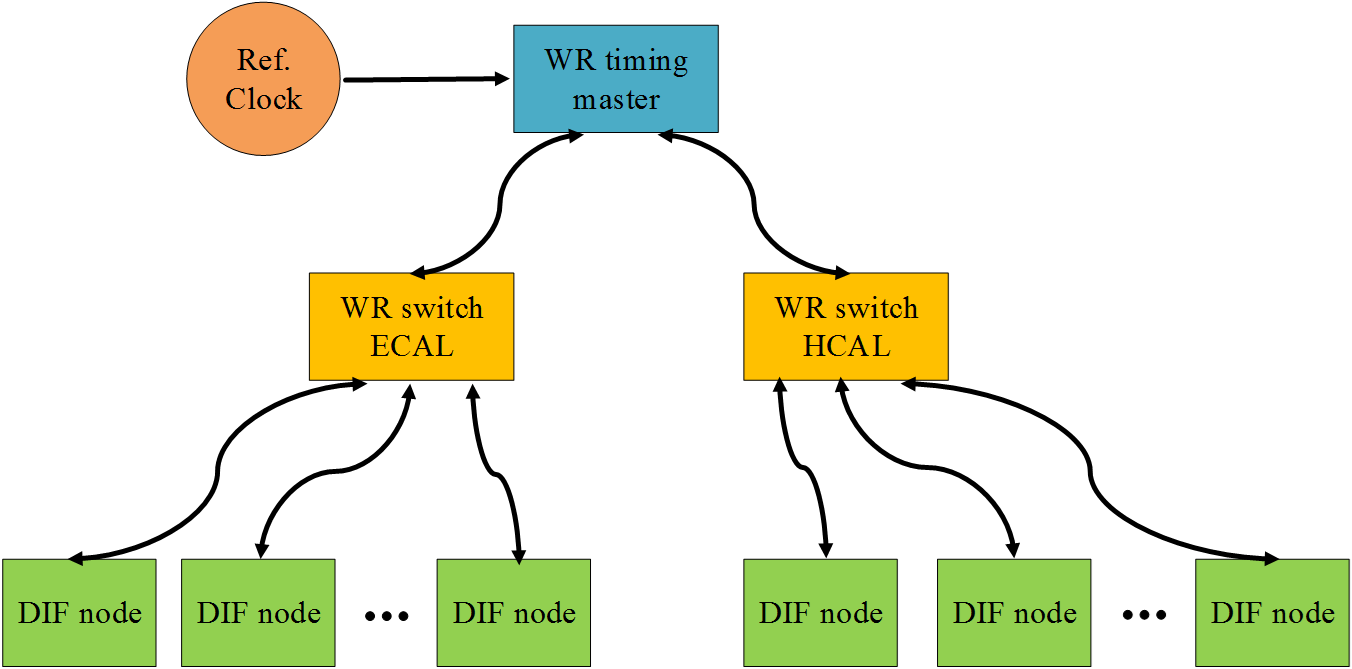 Ref.
Clock
WR timing
master
WR switch
ECAL
WR switch
HCAL
DIF node
DIF node
•••
DIF node
DIF node
DIF node
•••
DIF node